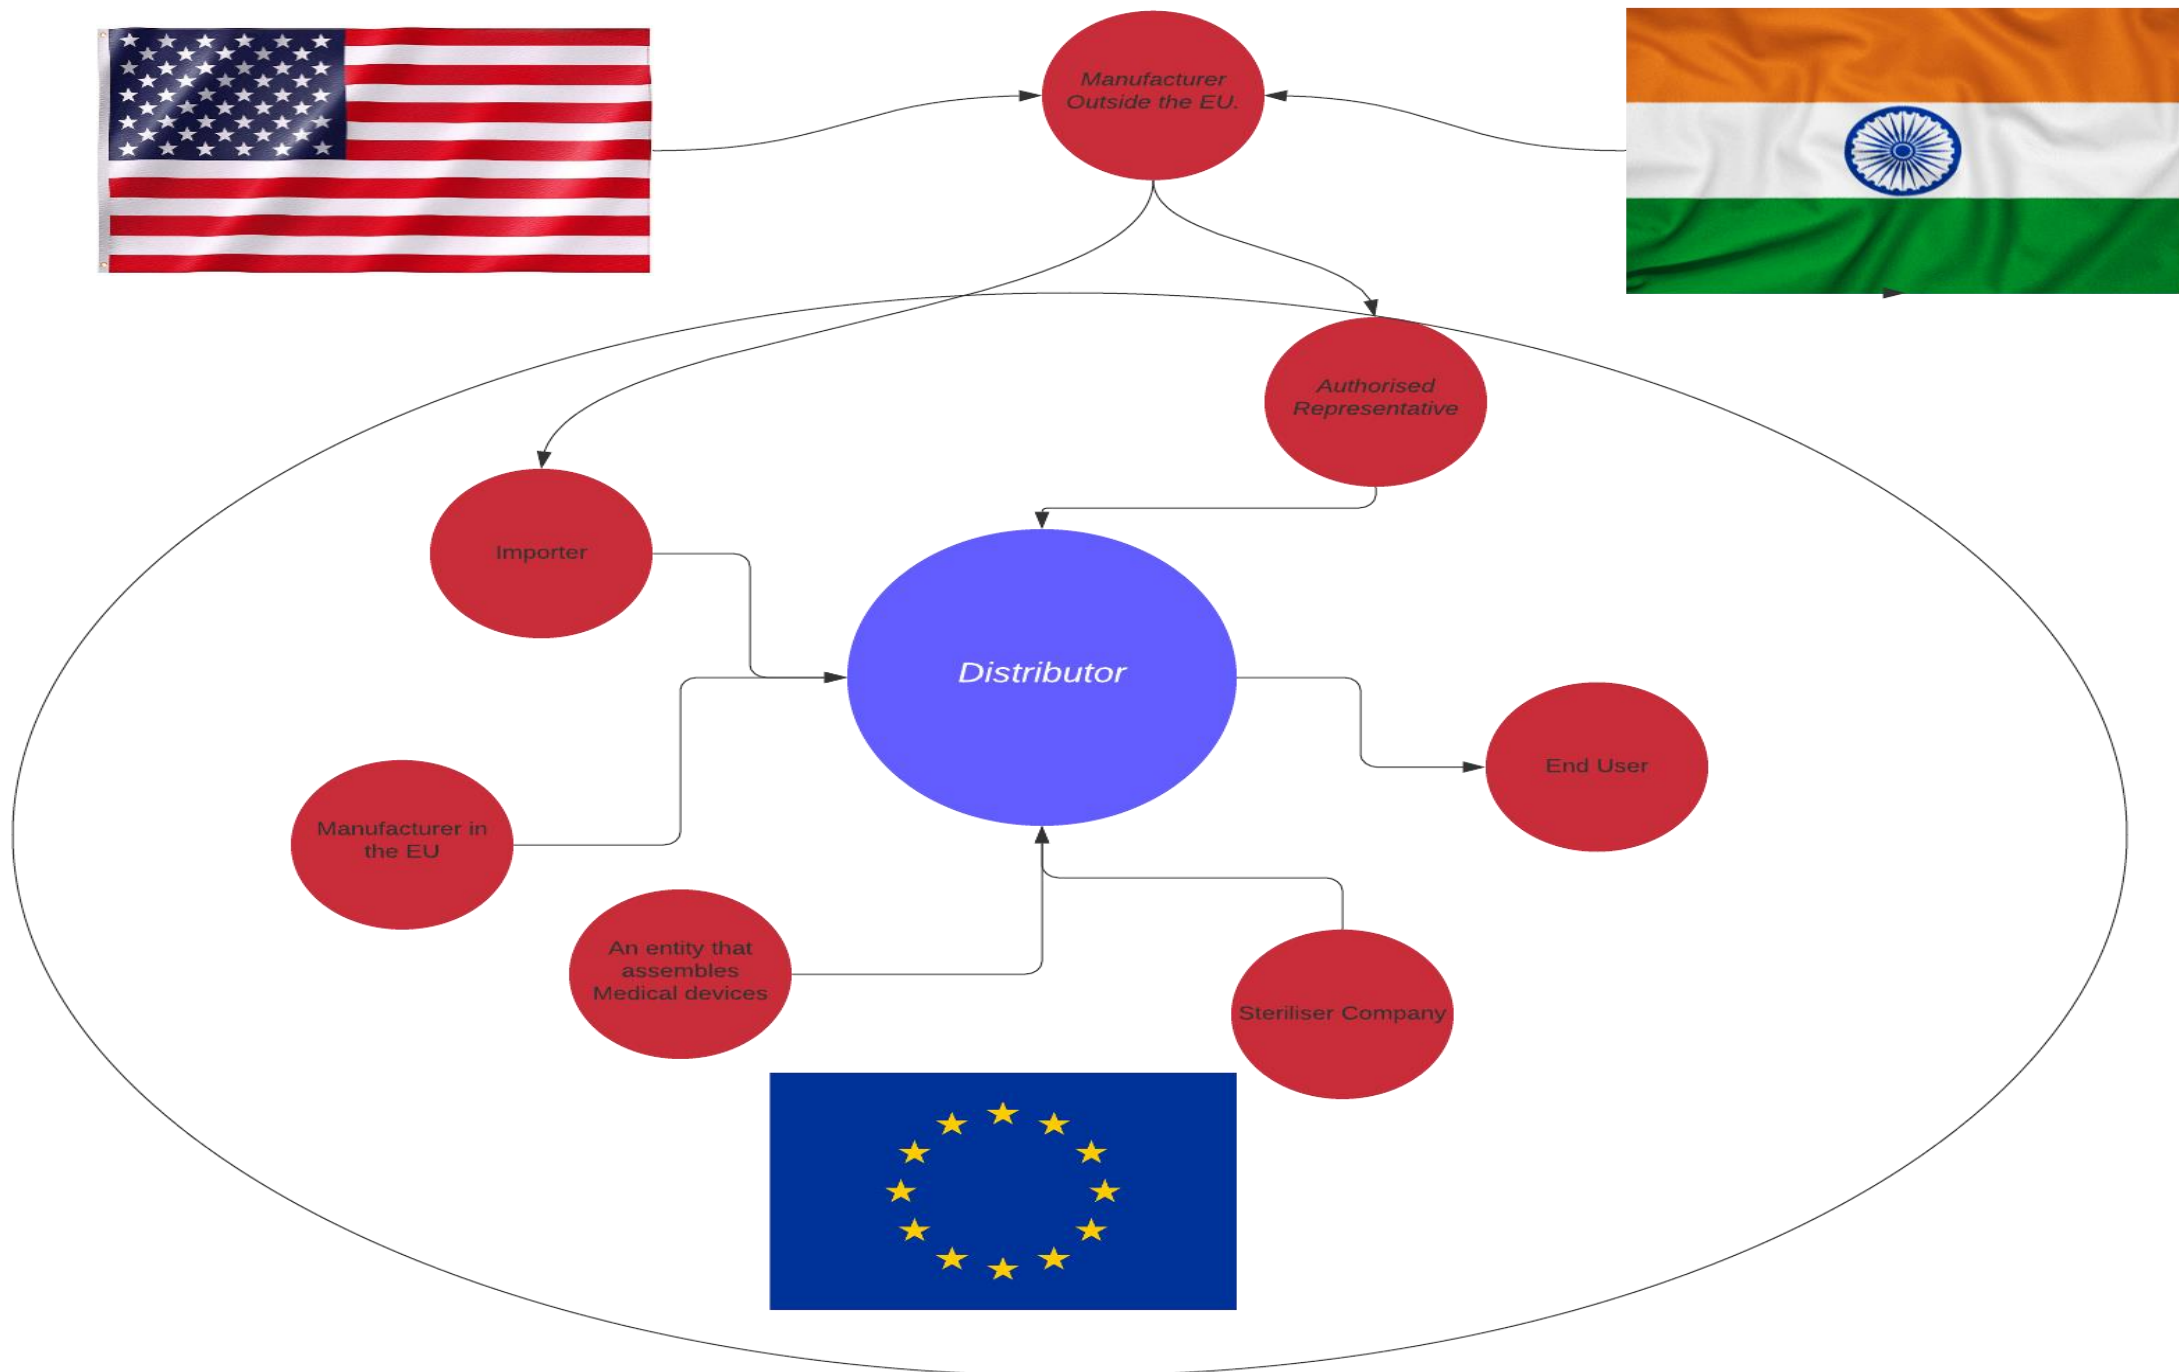 Manufacturer
Outside the EU.
Authorised
Representative
Importer
Distributor
End User
Manufacturer in
the EU
An entity that
assembles
Medical devices
Steriliser Company